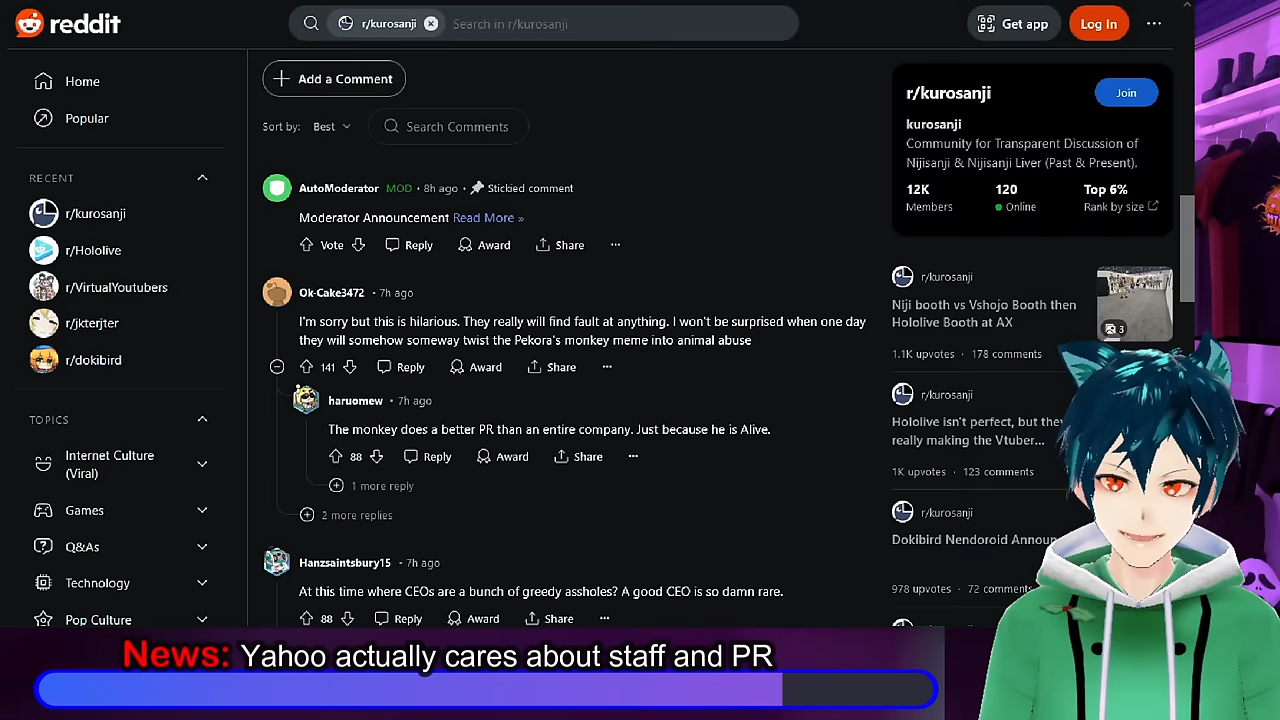 reddit
r/kurosanji
Search in r/kurosanji
Get app
Log In
Home
Popular
RECENT
r/kurosanji
r/Hololive
r/VirtualYoutubers
r/jkterjter
r/dokibird
TOPICS
Internet Culture
(Viral)
Games
Q&As
Technology
Pop Culture
Add a Comment
Sort by: Best
Search Comments
AutoModerator MOD • 8h ago • Stickied comment
Moderator Announcement Read More »
Vote Reply Award Share ...
Ok-Cake3472 • 7h ago
I'm sorry but this is hilarious. They really will find fault at anything. I won't be surprised when one day
they will somehow someway twist the Pekora's monkey meme into animal abuse
141 Reply Award Share ...
haruomew • 7h ago
The monkey does a better PR than an entire company. Just because he is Alive.
88 Reply Award Share ...
1 more reply
2 more replies
Hanzsaintsbury15 • 7h ago
At this time where CEOs are a bunch of greedy assholes? A good CEO is so damn rare.
88 Reply Award Share ...
r/kurosanji
Join
kurosanji
Community for Transparent Discussion of
Nijisanji & Nijisanji Liver (Past & Present).
12K 120 Top 6%
Members Online Rank by size
r/kurosanji
Niji booth vs Vshojo Booth then
Hololive Booth at AX
3
1.1K upvotes • 178 comments
r/kurosanji
Hololive isn't perfect, but they
really making the Vtuber...
1K upvotes • 123 comments
r/kurosanji
Dokibird Nendoroid
978 upvotes • 72 comments
News: Yahoo actually cares about staff and PR